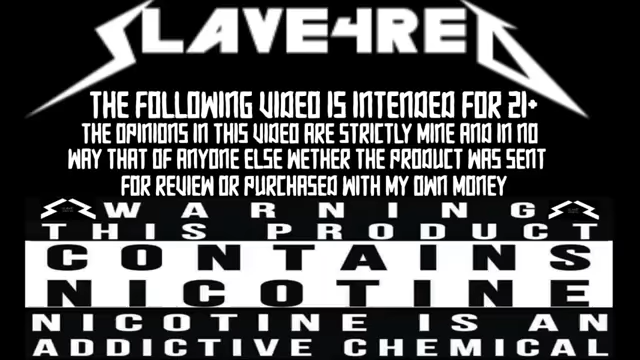 SLAVE4RED
THE FOLLOWING VIDEO IS INTENDED FOR 21+
THE OPINIONS IN THIS VIDEO ARE STRICTLY MINE AND IN NO
WAY THAT OF ANYONE ELSE WETHER THE PRODUCT WAS SENT
FOR REVIEW OR PURCHASED WITH MY OWN MONEY
WARNING
THIS PRODUCT
CONTAINS
NICOTINE
NICOTINE IS AN
ADDICTIVE CHEMICAL